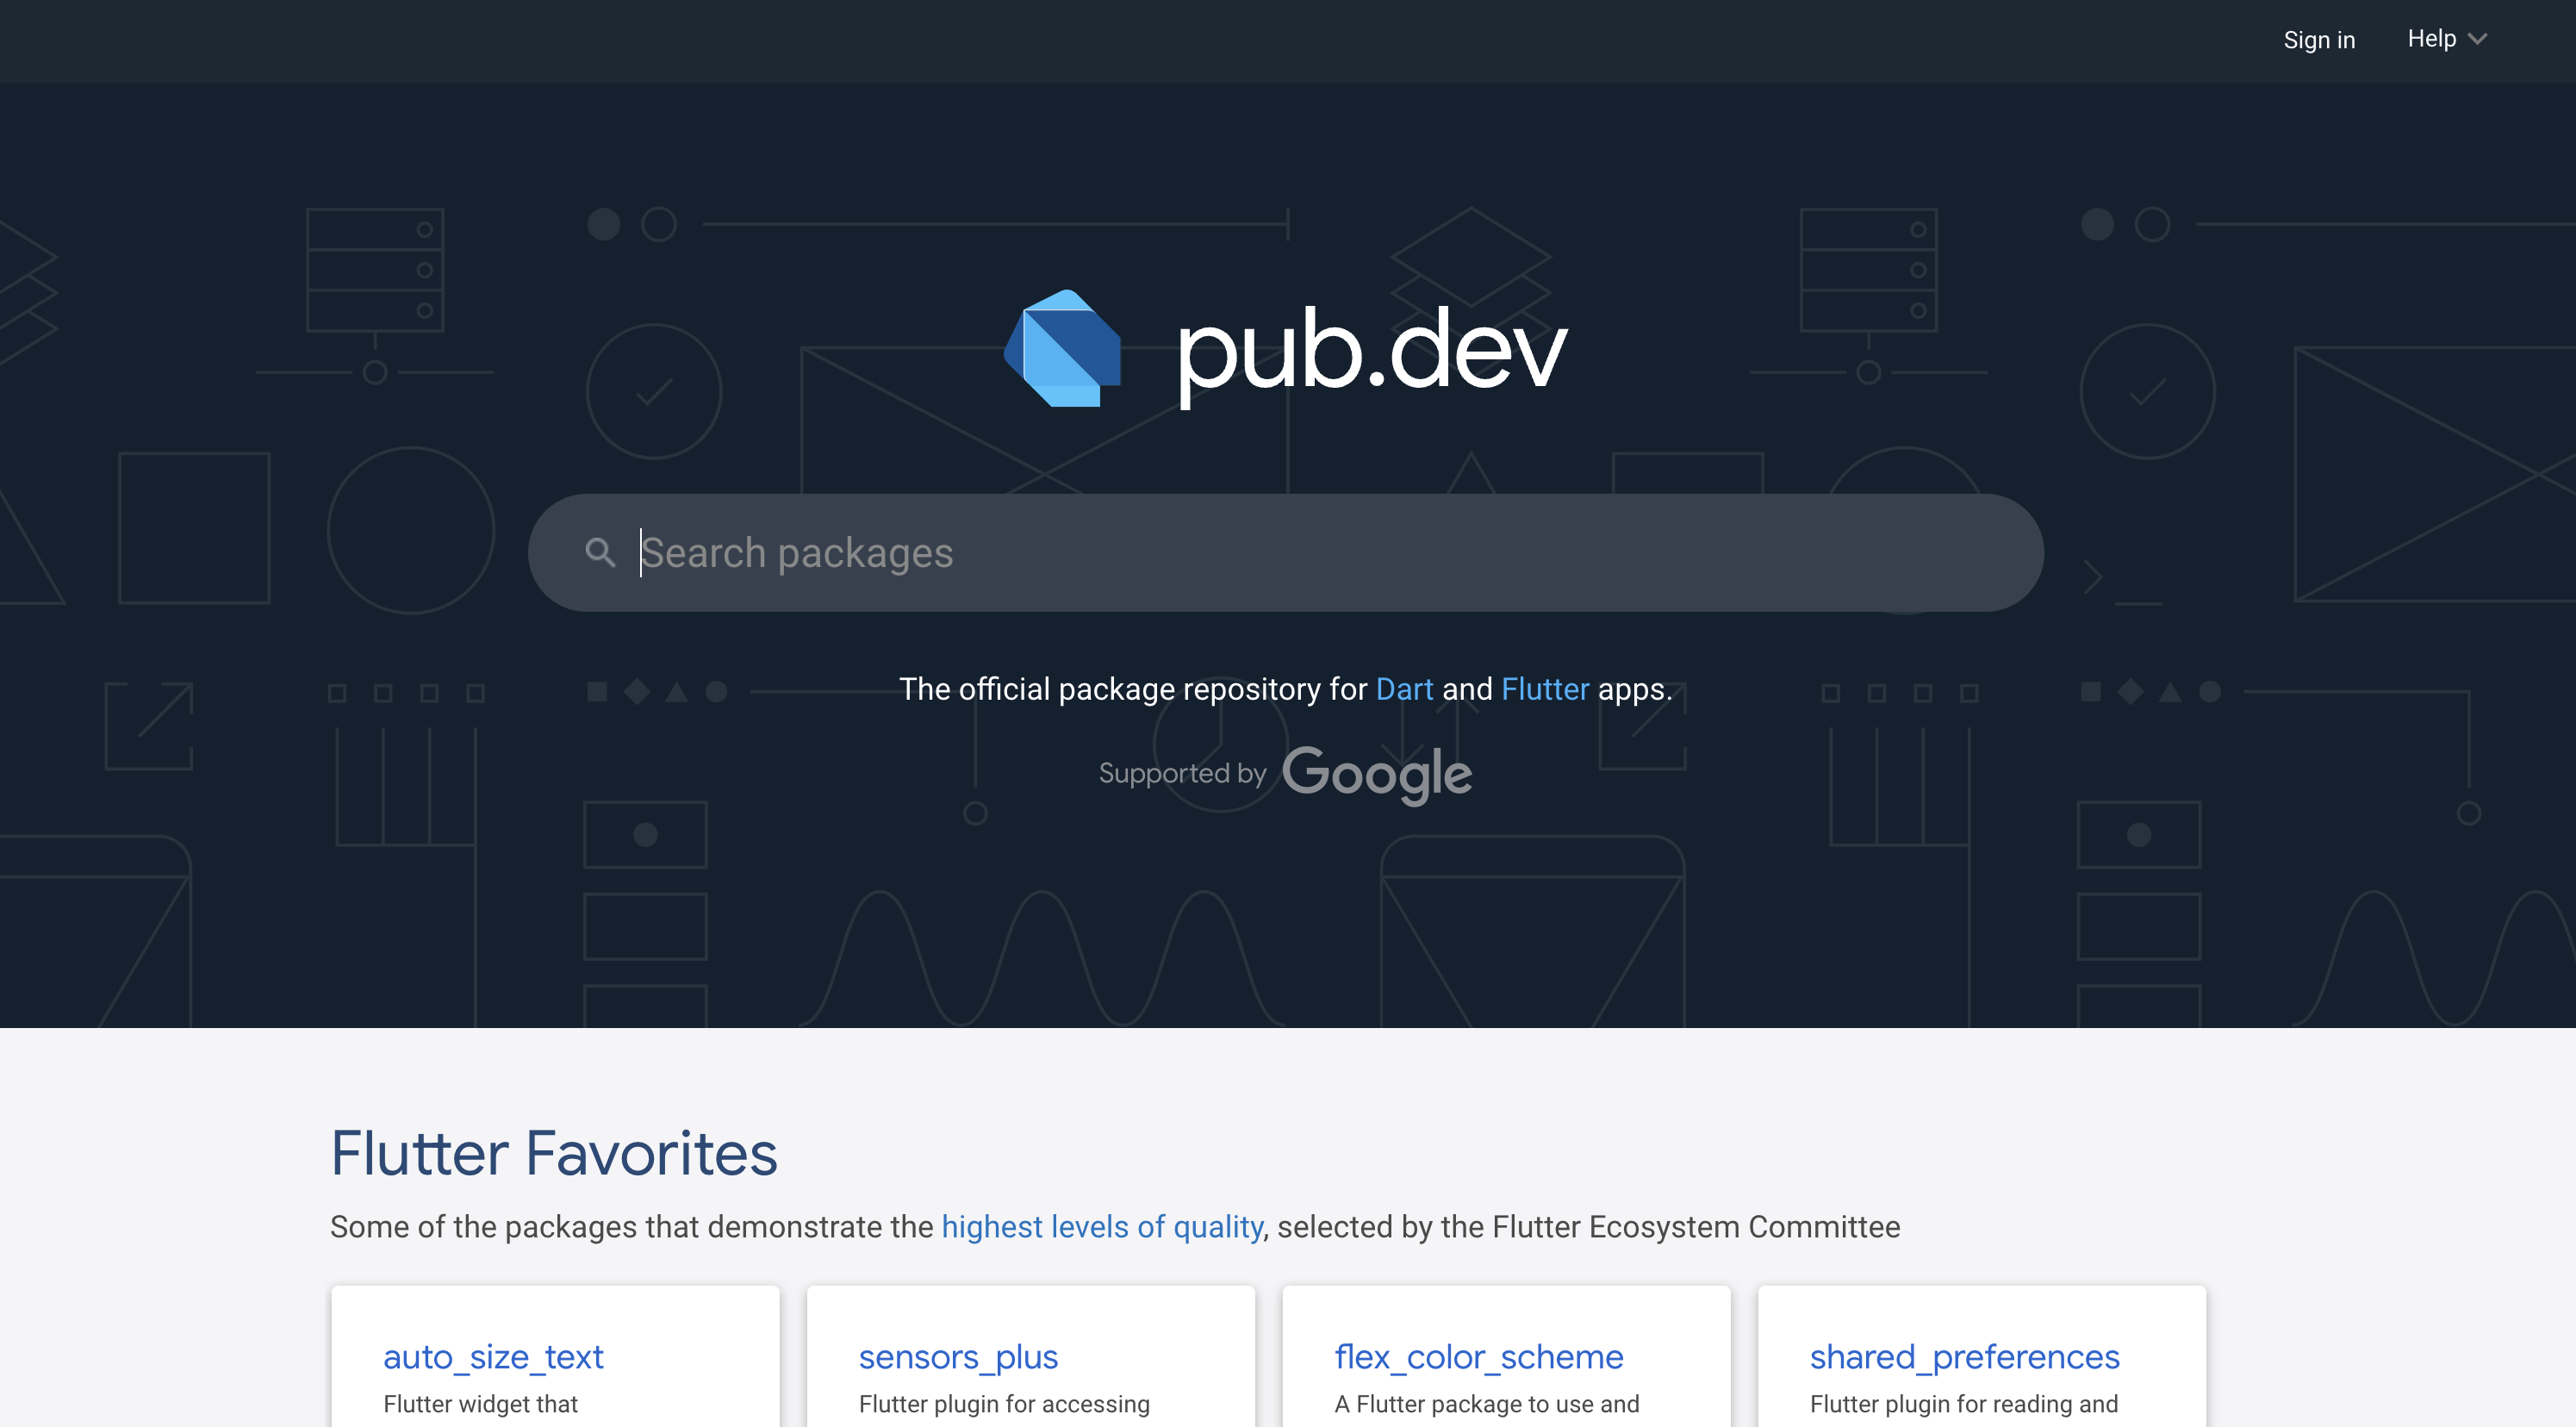 Sign in Help
pub.dev
Search packages
The official package repository for Dart and Flutter apps.
Supported by Google
Flutter Favorites
Some of the packages that demonstrate the highest levels of quality, selected by the Flutter Ecosystem Committee
auto_size_text
Flutter widget that
sensors_plus
Flutter plugin for accessing
flex_color_scheme
A Flutter package to use and
shared_preferences
Flutter plugin for reading and